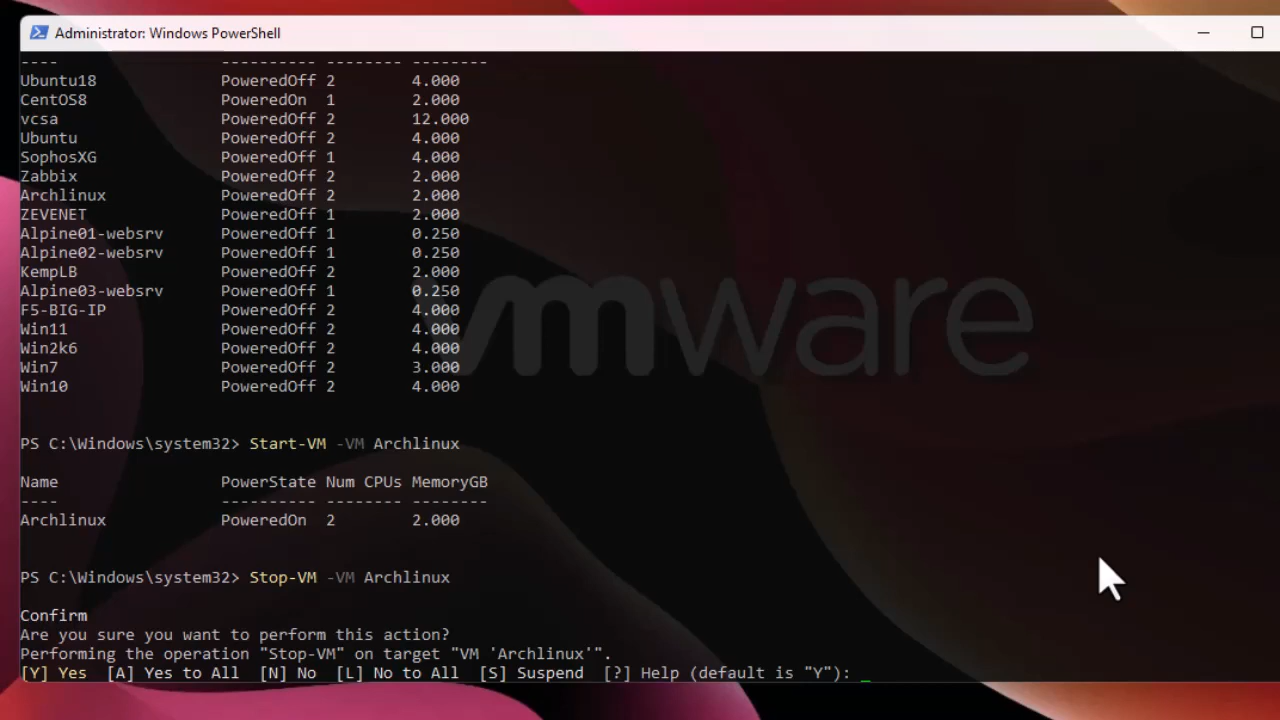 Administrator: Windows PowerShell
---- ---------- -------- --------
Ubuntu18 PoweredOff 2 4.000
CentOS8 PoweredOn 1 2.000
vcsa PoweredOff 2 12.000
Ubuntu PoweredOff 2 4.000
SophosXG PoweredOff 1 4.000
Zabbix PoweredOff 2 2.000
Archlinux PoweredOff 2 2.000
ZEVENET PoweredOff 1 2.000
Alpine01-websrv PoweredOff 1 0.250
Alpine02-websrv PoweredOff 1 0.250
KempLB PoweredOff 2 2.000
Alpine03-websrv PoweredOff 1 0.250
F5-BIG-IP PoweredOff 2 4.000
Win11 PoweredOff 2 4.000
Win2k6 PoweredOff 2 4.000
Win7 PoweredOff 2 3.000
Win10 PoweredOff 2 4.000
vmware
PS C:\Windows\system32> Start-VM -VM Archlinux
Name PowerState Num CPUs MemoryGB
---- ---------- -------- --------
Archlinux PoweredOn 2 2.000
PS C:\Windows\system32> Stop-VM -VM Archlinux
Confirm
Are you sure you want to perform this action?
Performing the operation "Stop-VM" on target "VM 'Archlinux'".
[Y] Yes [A] Yes to All [N] No [L] No to All [S] Suspend [?] Help (default is "Y"): _